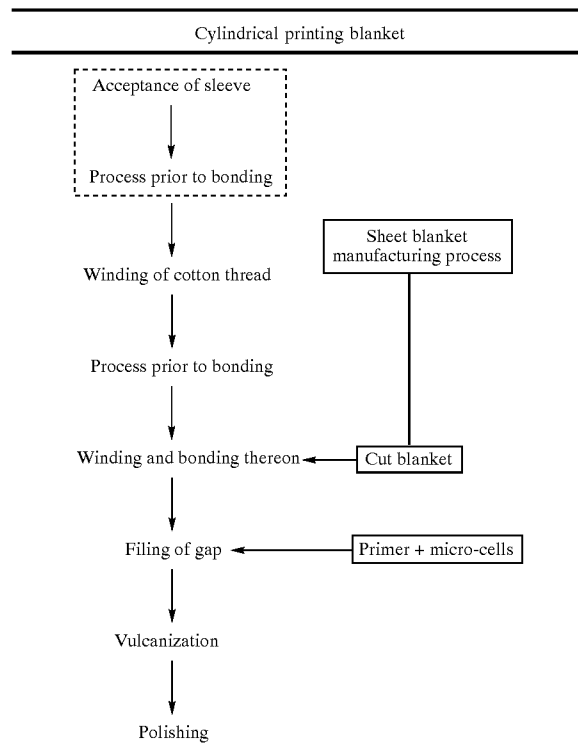 Cylindrical printing blanket
Acceptance of sleeve
Process prior to bonding
Winding of cotton thread
Sheet blanket
manufacturing process
Process prior to bonding
Winding and bonding thereon
Cut blanket
Filing of gap
Primer + micro-cells
Vulcanization
Polishing